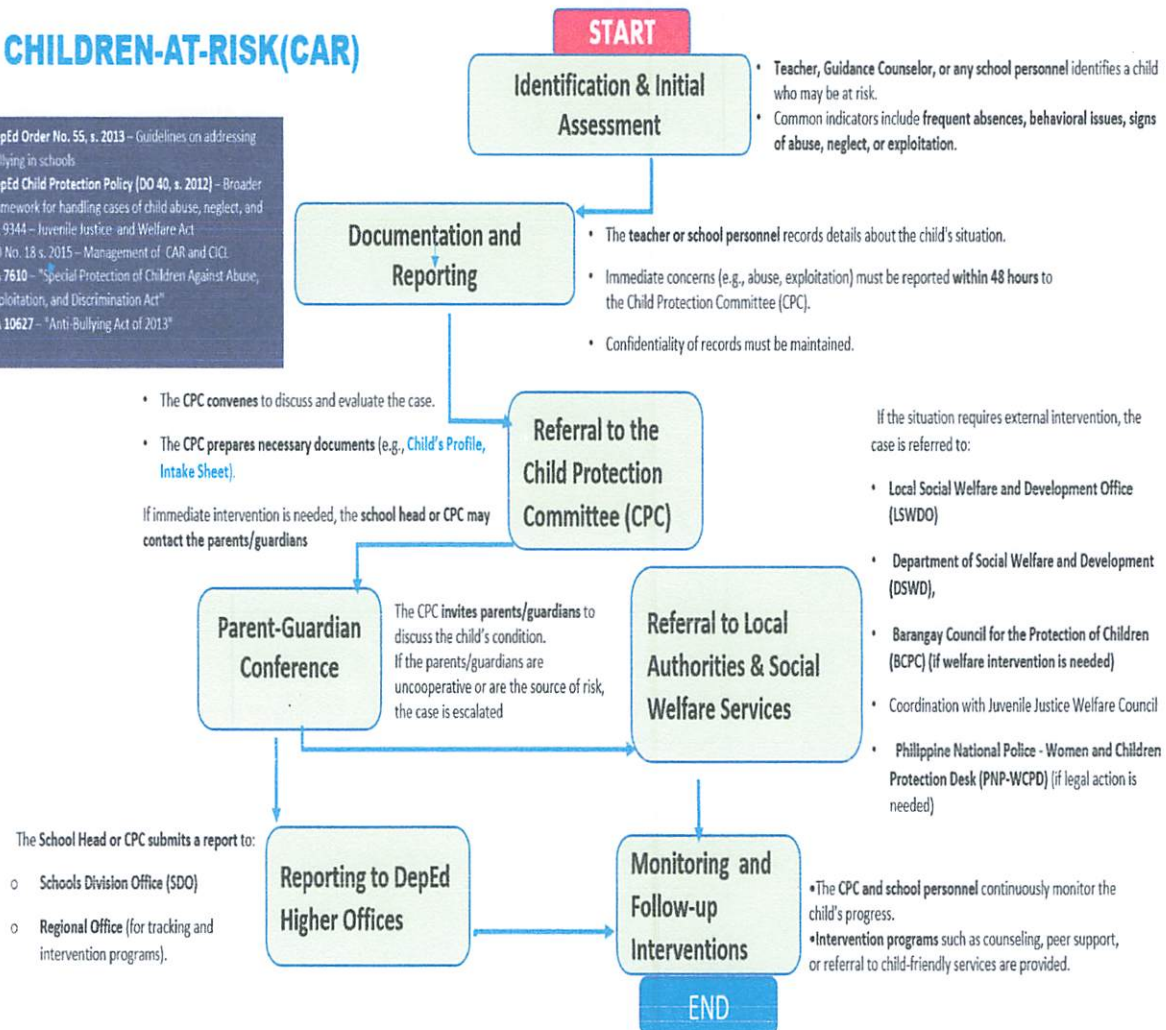 CHILDREN-AT-RISK(CAR)
START
Identification & Initial
Assessment
• Teacher, Guidance Counselor, or any school personnel identifies a child
who may be at risk.
• Common indicators include frequent absences, behavioral issues, signs
of abuse, neglect, or exploitation.
Order No. 55, s. 2013 – Guidelines on addressing
in schools
Child Protection Policy (DO 40, s. 2012) – Broader
for handling cases of child abuse, neglect, and
9344 – Juvenile Justice and Welfare Act
No. 18 s. 2015 – Management of CAR and CICL
7610 – "Special Protection of Children Against Abuse,
and Discrimination Act"
10627 – "Anti-Bullying Act of 2013"
Documentation and
Reporting
• The teacher or school personnel records details about the child's situation.
• Immediate concerns (e.g., abuse, exploitation) must be reported within 48 hours to
the Child Protection Committee (CPC).
• Confidentiality of records must be maintained.
• The CPC convenes to discuss and evaluate the case.
• The CPC prepares necessary documents (e.g., Child's Profile,
Intake Sheet).
If immediate intervention is needed, the school head or CPC may
contact the parents/guardians
Referral to the
Child Protection
Committee (CPC)
If the situation requires external intervention, the
case is referred to:
• Local Social Welfare and Development Office
(LSWDO)
• Department of Social Welfare and Development
(DSWD),
• Barangay Council for the Protection of Children
(BCPC) (if welfare intervention is needed)
• Coordination with Juvenile Justice Welfare Council
• Philippine National Police - Women and Children
Protection Desk (PNP-WCPD) (if legal action is
needed)
Parent-Guardian
Conference
The CPC invites parents/guardians to
discuss the child's condition.
If the parents/guardians are
uncooperative or are the source of risk,
the case is escalated
Referral to Local
Authorities & Social
Welfare Services
The School Head or CPC submits a report to:
o Schools Division Office (SDO)
o Regional Office (for tracking and
intervention programs).
Reporting to DepEd
Higher Offices
Monitoring and
Follow-up
Interventions
•The CPC and school personnel continuously monitor the
child's progress.
•Intervention programs such as counseling, peer support,
or referral to child-friendly services are provided.
END